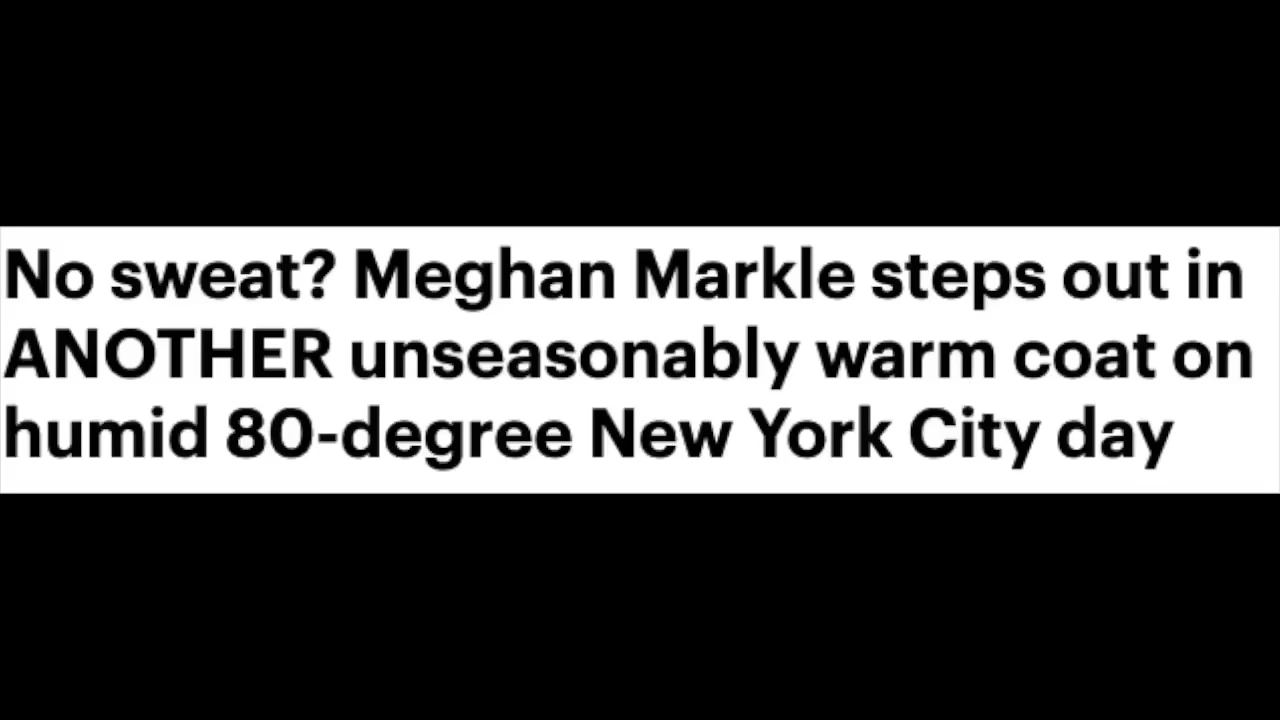 No sweat? Meghan Markle steps out in
ANOTHER unseasonably warm coat on
humid 80-degree New York City day